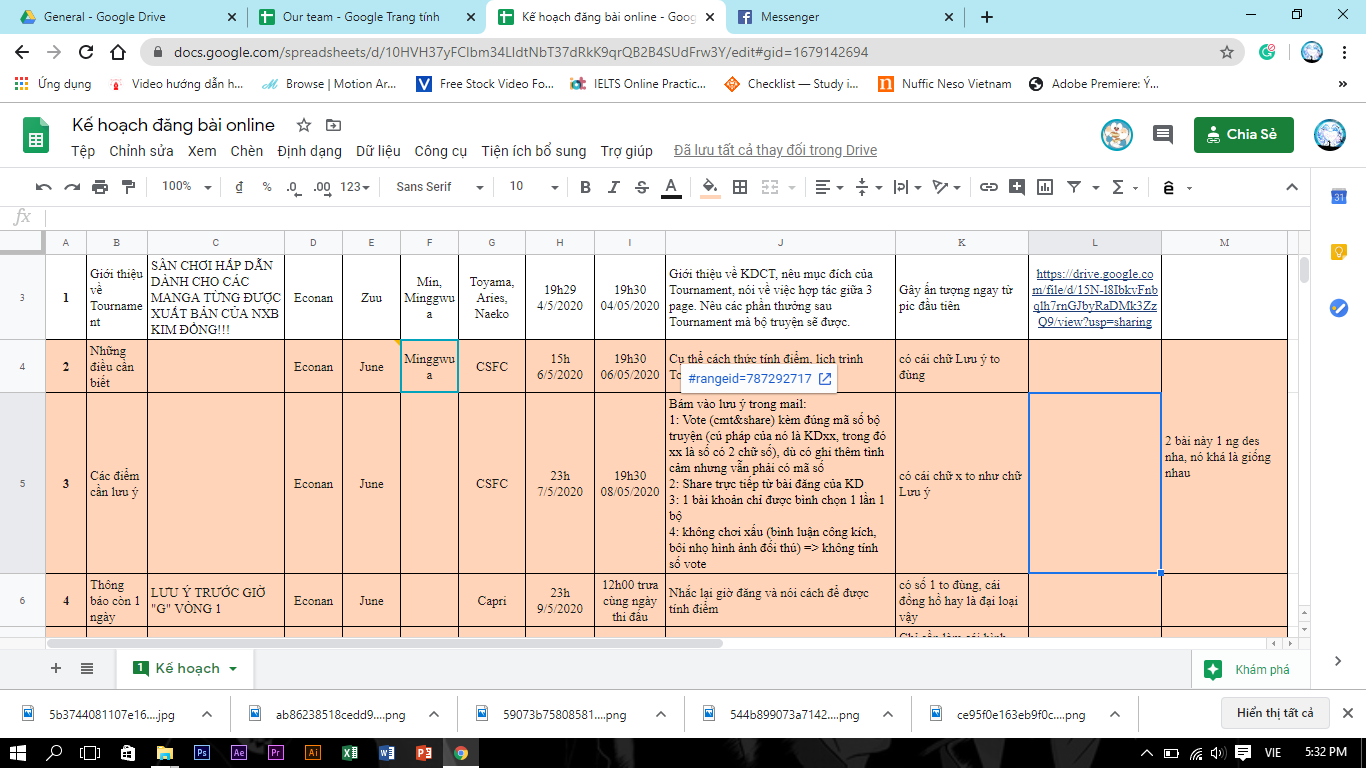 General - Google Drive
Our team - Google Trang tính
Kế hoạch đăng bài online - Goog
Messenger
docs.google.com/spreadsheets/d/10HVH37yFCIbm34LIdtNbT37dRkK9qrQB2B4SUdFrw3Y/edit#gid=1679142694
Ứng dụng
Video hướng dẫn h...
Browse | Motion Ar...
Free Stock Video Fo...
IELTS Online Practic...
Checklist — Study i...
Nuffic Neso Vietnam
Adobe Premiere: Ý...
Kế hoạch đăng bài online
Chia Sẻ
Tệp Chỉnh sửa Xem Chèn Định dạng Dữ liệu Công cụ Tiện ích bổ sung Trợ giúp Đã lưu tất cả thay đổi trong Drive
100% đ % .0 .00 123 Sans Serif 10 B I S A Σ ê
31
fx
A B C D E F G H I J K L M
3
1
Giới thiệu
về
Tourname
nt
SÂN CHƠI HẤP DẪN
DÀNH CHO CÁC
MANGA TỪNG ĐƯỢC
XUẤT BẢN CỦA NXB
KIM ĐỒNG!!!
Econan
Zuu
Min,
Minggwu
a
Toyama,
Aries,
Naeko
19h29
4/5/2020
19h30
04/05/2020
Giới thiệu về KDCT, nêu mục đích của
Tournament, nói về việc hợp tác giữa 3
page. Nêu các phần thưởng sau
Tournament mà bộ truyện sẽ được.
Gây ấn tượng ngay từ
pic đầu tiên
https://drive.google.co
m/file/d/15N-l8IbkvFnb
qlh7rnGJbyRaDMk3Zz
Q9/view?usp=sharing
4
2
Những
điều cần
biết
Econan
June
Minggwu
a
CSFC
15h
6/5/2020
19h30
06/05/2020
Cụ thể cách thức tính điểm, lịch trình
#rangeid=787292717
có cái chữ Lưu ý to
đùng
5
3
Các điểm
cần lưu ý
Econan
June
CSFC
23h
7/5/2020
19h30
08/05/2020
Bám vào lưu ý trong mail:
1: Vote (cmt&share) kèm đúng mã số bộ
truyện (cú pháp của nó là KDxx, trong đó
xx là số có 2 chữ số), dù có ghi thêm tình
cảm nhưng vẫn phải có mã số
2: Share trực tiếp từ bài đăng của KD
3: 1 bài khoản chỉ được bình chọn 1 lần 1
bộ
4: không chơi xấu (bình luận công kích,
bôi nhọ hình ảnh đối thủ) => không tính
số vote
có cái chữ x to như chữ
Lưu ý
2 bài này 1 ng des
nha, nó khá là giống
nhau
6
4
Thông
báo còn 1
ngày
LƯU Ý TRƯỚC GIỜ
"G" VÒNG 1
Econan
June
Capri
23h
9/5/2020
12h00 trưa
cùng ngày
thi đấu
Nhắc lại giờ đăng và nói cách để được
tính điểm
có số 1 to đùng, cái
đồng hồ hay là đại loại
vậy
1 Kế hoạch
Khám phá
5b3744081107e16....jpg
ab86238518cedd9....png
59073b75808581....png
544b899073a7142....png
ce95f0e163eb9f0c....png
Hiển thị tất cả
Ps Ae Pr Ai
VIE
5:32 PM